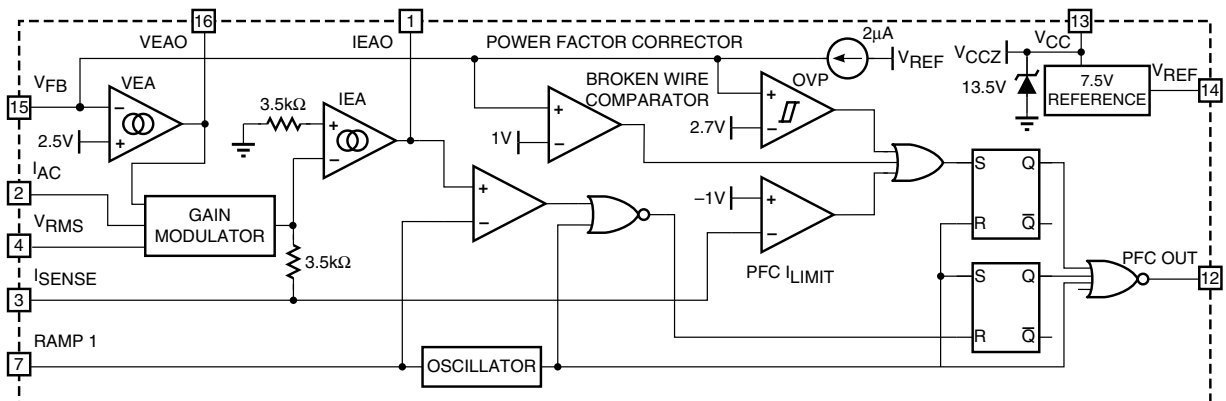 16
1
13
VEAO
IEAO
POWER FACTOR CORRECTOR
2µA
VREF
VCCZ
VCC
13.5V
7.5V
REFERENCE
VREF
14
VFB
15
VEA
−
+
2.5V
3.5kΩ
IEA
+
−
BROKEN WIRE
COMPARATOR
+
−
1V
OVP
+
−
2.7V
IAC
2
VRMS
4
GAIN
MODULATOR
3.5kΩ
+
−
−1V
+
−
PFC ILIMIT
S
Q
R
Q
S
Q
R
Q
PFC OUT
12
ISENSE
3
RAMP 1
7
OSCILLATOR